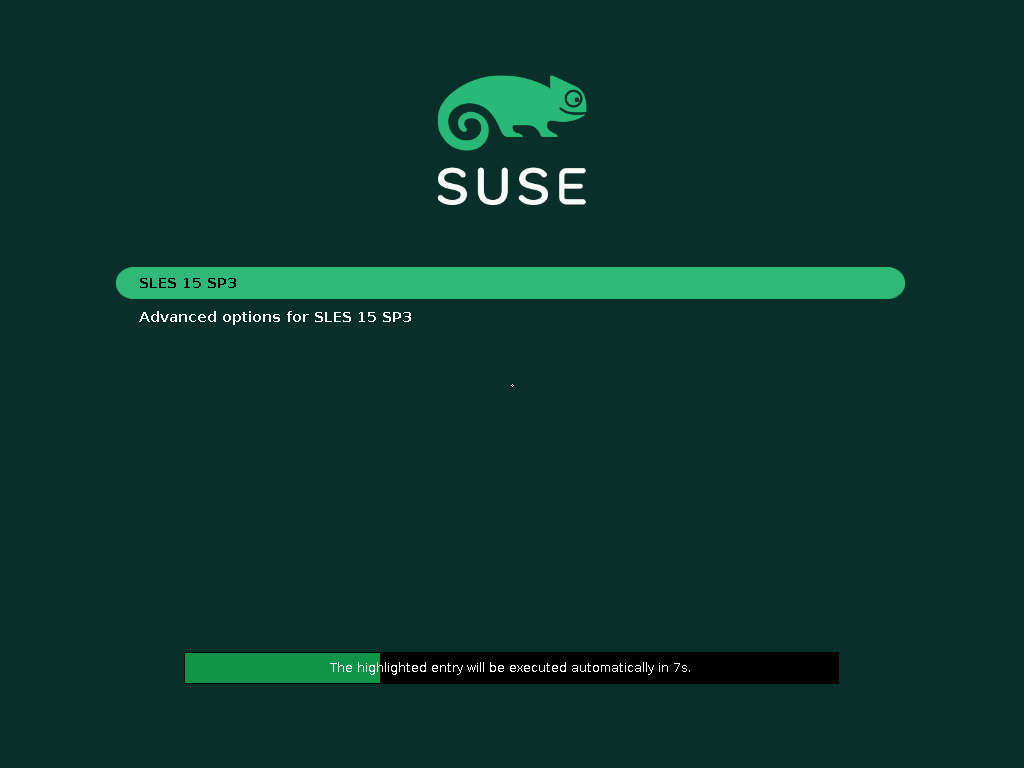 SUSE
SLES 15 SP3
Advanced options for SLES 15 SP3
The highlighted entry will be executed automatically in 7s.